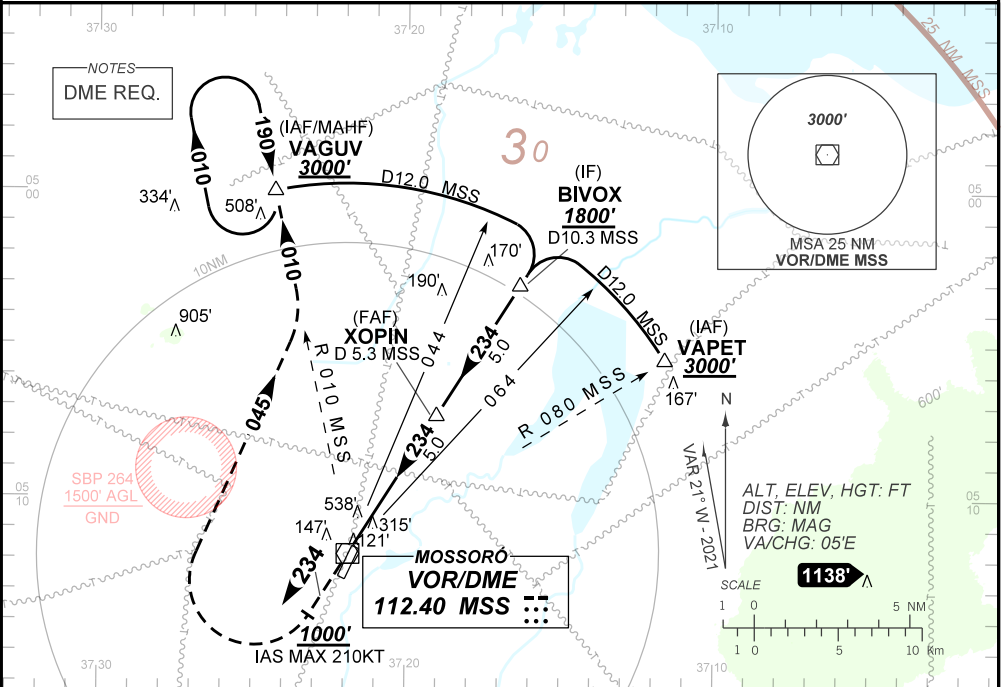 37 30
37 20
37 10
25 NM MSS
NOTES
DME REQ.
190
010
(IAF/MAHF)
VAGUV
3000'
D12.0 MSS
30
(IF)
BIVOX
1800'
D10.3 MSS
3000'
MSA 25 NM
VOR/DME MSS
05
00
05
00
334'
508'
170'
190'
10NM
010
D12.0 MSS
(IAF)
VAPET
3000'
905'
(FAF)
XOPIN
D 5.3 MSS
044
234
5.0
064
R 010 MSS
R 080 MSS
167'
600'
N
VAR 21° W - 2021
045
234
5.0
SBP 264
1500' AGL
GND
05
10
05
10
ALT, ELEV, HGT: FT
DIST: NM
BRG: MAG
VA/CHG: 05'E
538'
147'
315'
121'
234
MOSSORÓ
VOR/DME
112.40 MSS
1138'
SCALE
1 0 5 NM
1 0 5 10 Km
1000'
IAS MAX 210KT
37 30
37 20
37 10